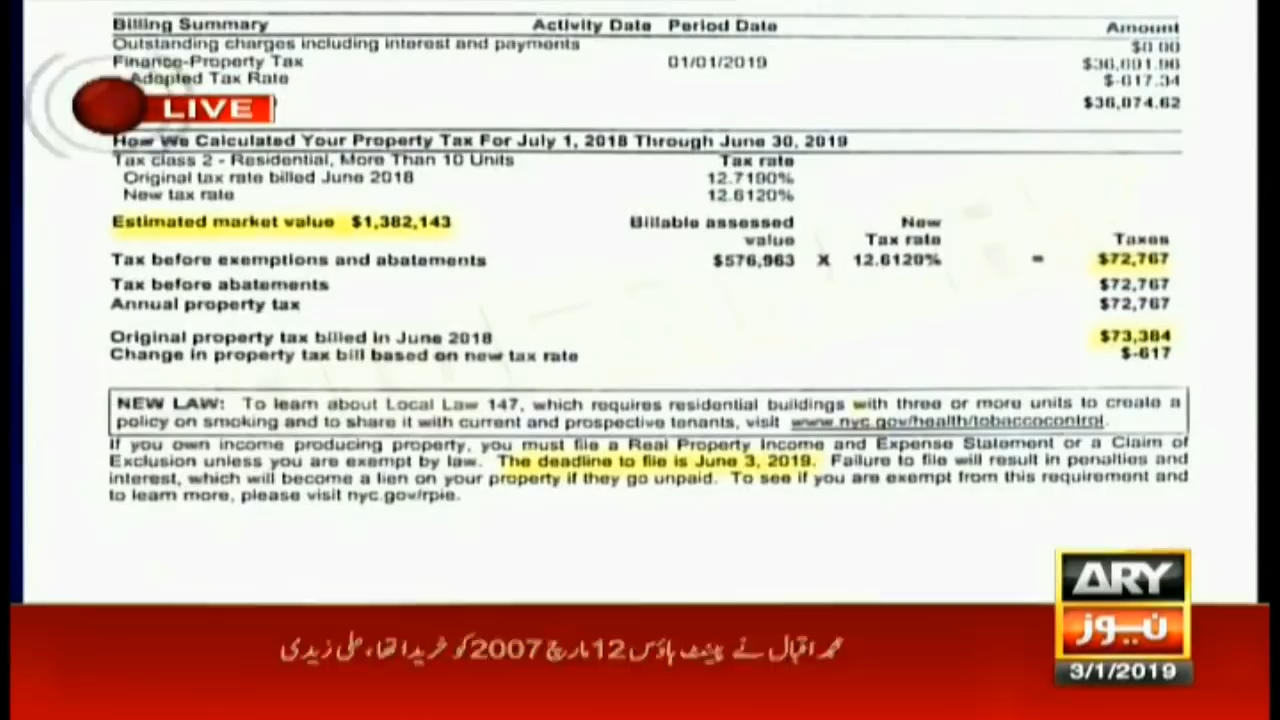 Billing Summary Activity Date Period Date Amount
Outstanding charges including interest and payments $0.00
Finance-Property Tax 01/01/2019 $36,691.96
Adopted Tax Rate $-617.34
$36,074.62
LIVE
How We Calculated Your Property Tax For July 1, 2018 Through June 30, 2019
Tax class 2 - Residential, More Than 10 Units Tax rate
Original tax rate billed June 2018 12.7190%
New tax rate 12.6120%
Estimated market value $1,382,143 Billable assessed New
value Tax rate Taxes
Tax before exemptions and abatements $576,963 X 12.6120% = $72,767
Tax before abatements $72,767
Annual property tax $72,767
Original property tax billed in June 2018 $73,384
Change in property tax bill based on new tax rate $-617
NEW LAW: To learn about Local Law 147, which requires residential buildings with three or more units to create a
policy on smoking and to share it with current and prospective tenants, visit www.nyc.gov/health/tobaccocontrol.
If you own income producing property, you must file a Real Property Income and Expense Statement or a Claim of
Exclusion unless you are exempt by law. The deadline to file is June 3, 2019. Failure to file will result in penalties and
interest, which will become a lien on your property if they go unpaid. To see if you are exempt from this requirement and
to learn more, please visit nyc.gov/rpie.
ARY
نیوز
محمد اقبال نے پینٹ ہاؤس 12 مارچ 2007 کو خریدا تھا، علی زیدی
3/1/2019